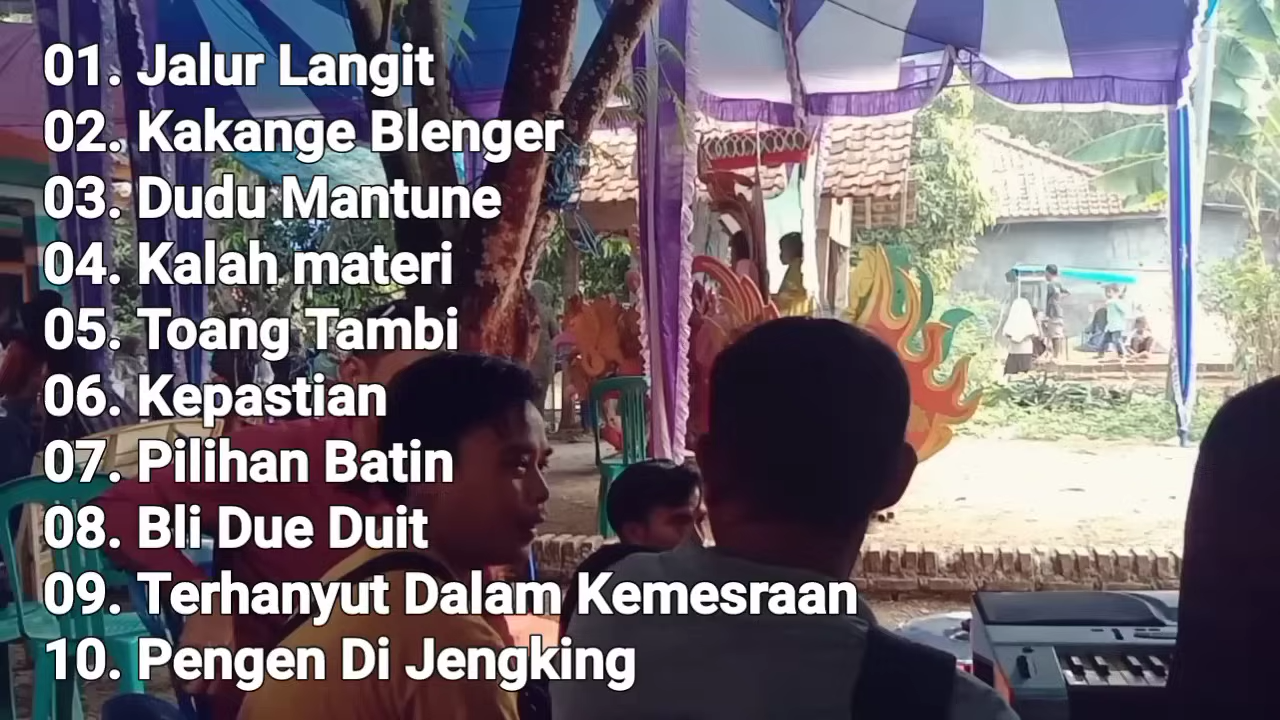 01. Jalur Langit
02. Kakange Blenger
03. Dudu Mantune
04. Kalah materi
05. Toang Tambi
06. Kepastian
07. Pilihan Batin
08. Bli Due Duit
09. Terhanyut Dalam Kemesraan
10. Pengen Di Jengking